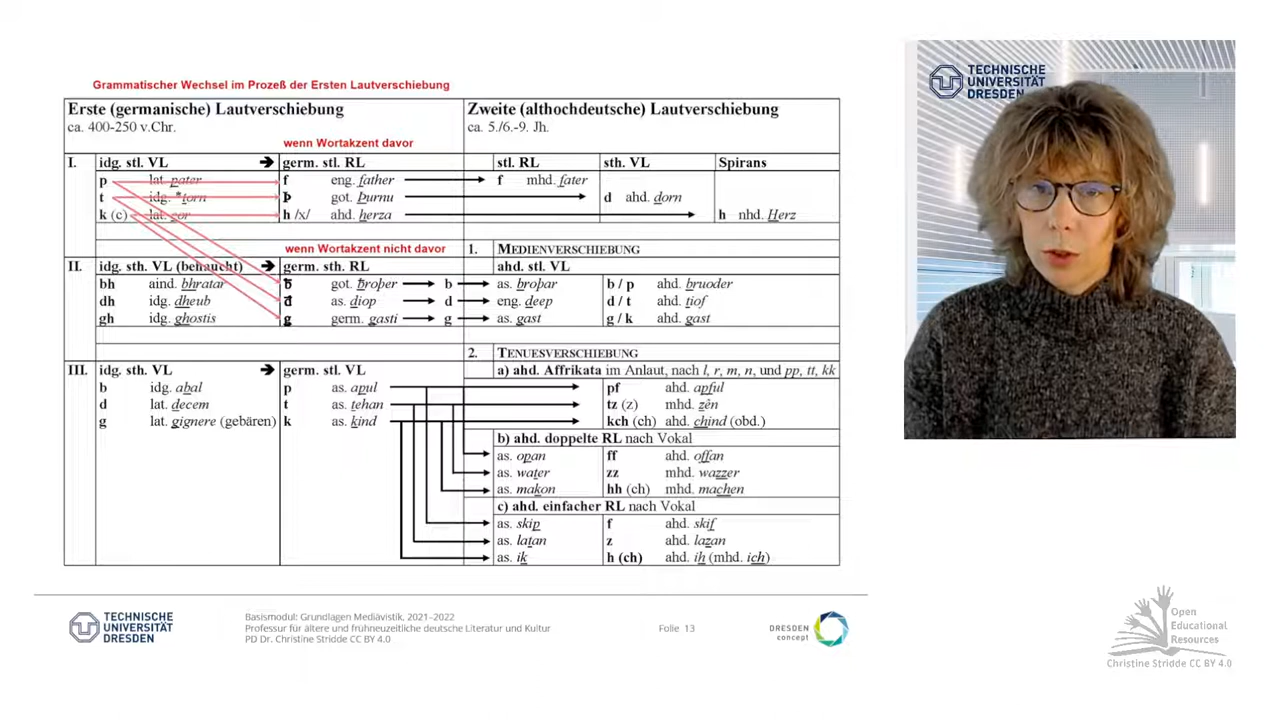 Grammatischer Wechsel im Prozeß der Ersten Lautverschiebung
Erste (germanische) Lautverschiebung Zweite (althochdeutsche) Lautverschiebung
ca. 400-250 v.Chr. ca. 5./6.-9. Jh.
wenn Wortakzent davor
I. idg. stl. VL ➔ germ. stl. RL stl. RL sth. VL Spirans
p lat. pater f eng. father f mhd. fater
t idg. *torn Þ got. Þurnu d ahd. dorn
k (c) lat. cor h /x/ ahd. herza h nhd. Herz
wenn Wortakzent nicht davor 1. MEDIENVERSCHIEBUNG
II. idg. sth. VL (behaucht) ➔ germ. sth. RL ahd. stl. VL
bh aind. bhratar ƀ got. ƀroþer b as. broþar b / p ahd. bruoder
dh idg. dheub đ as. diop d eng. deep d / t ahd. tiof
gh idg. ghostis g germ. gasti g as. gast g / k ahd. gast
2. TENUESVERSCHIEBUNG
III. idg. sth. VL ➔ germ. stl. VL a) ahd. Affrikata im Anlaut, nach l, r, m, n, und pp, tt, kk
b idg. abal p as. apul pf ahd. apful
d lat. decem t as. tehan tz (z) mhd. zên
g lat. gignere (gebären) k as. kind kch (ch) ahd. chind (obd.)
b) ahd. doppelte RL nach Vokal
as. opan ff ahd. offan
as. water zz mhd. wazzer
as. makon hh (ch) mhd. machen
c) ahd. einfacher RL nach Vokal
as. skip f ahd. skif
as. latan z ahd. lazan
as. ik h (ch) ahd. ih (mhd. ich)
TECHNISCHE
UNIVERSITÄT
DRESDEN
Basismodul: Grundlagen Mediävistik, 2021–2022
Professur für ältere und frühneuzeitliche deutsche Literatur und Kultur
PD Dr. Christine Stridde CC BY 4.0
Folie 13
DRESDEN
concept
TECHNISCHE
UNIVERSITÄT
DRESDEN
Open
Educational
Resources
Christine Stridde CC BY 4.0